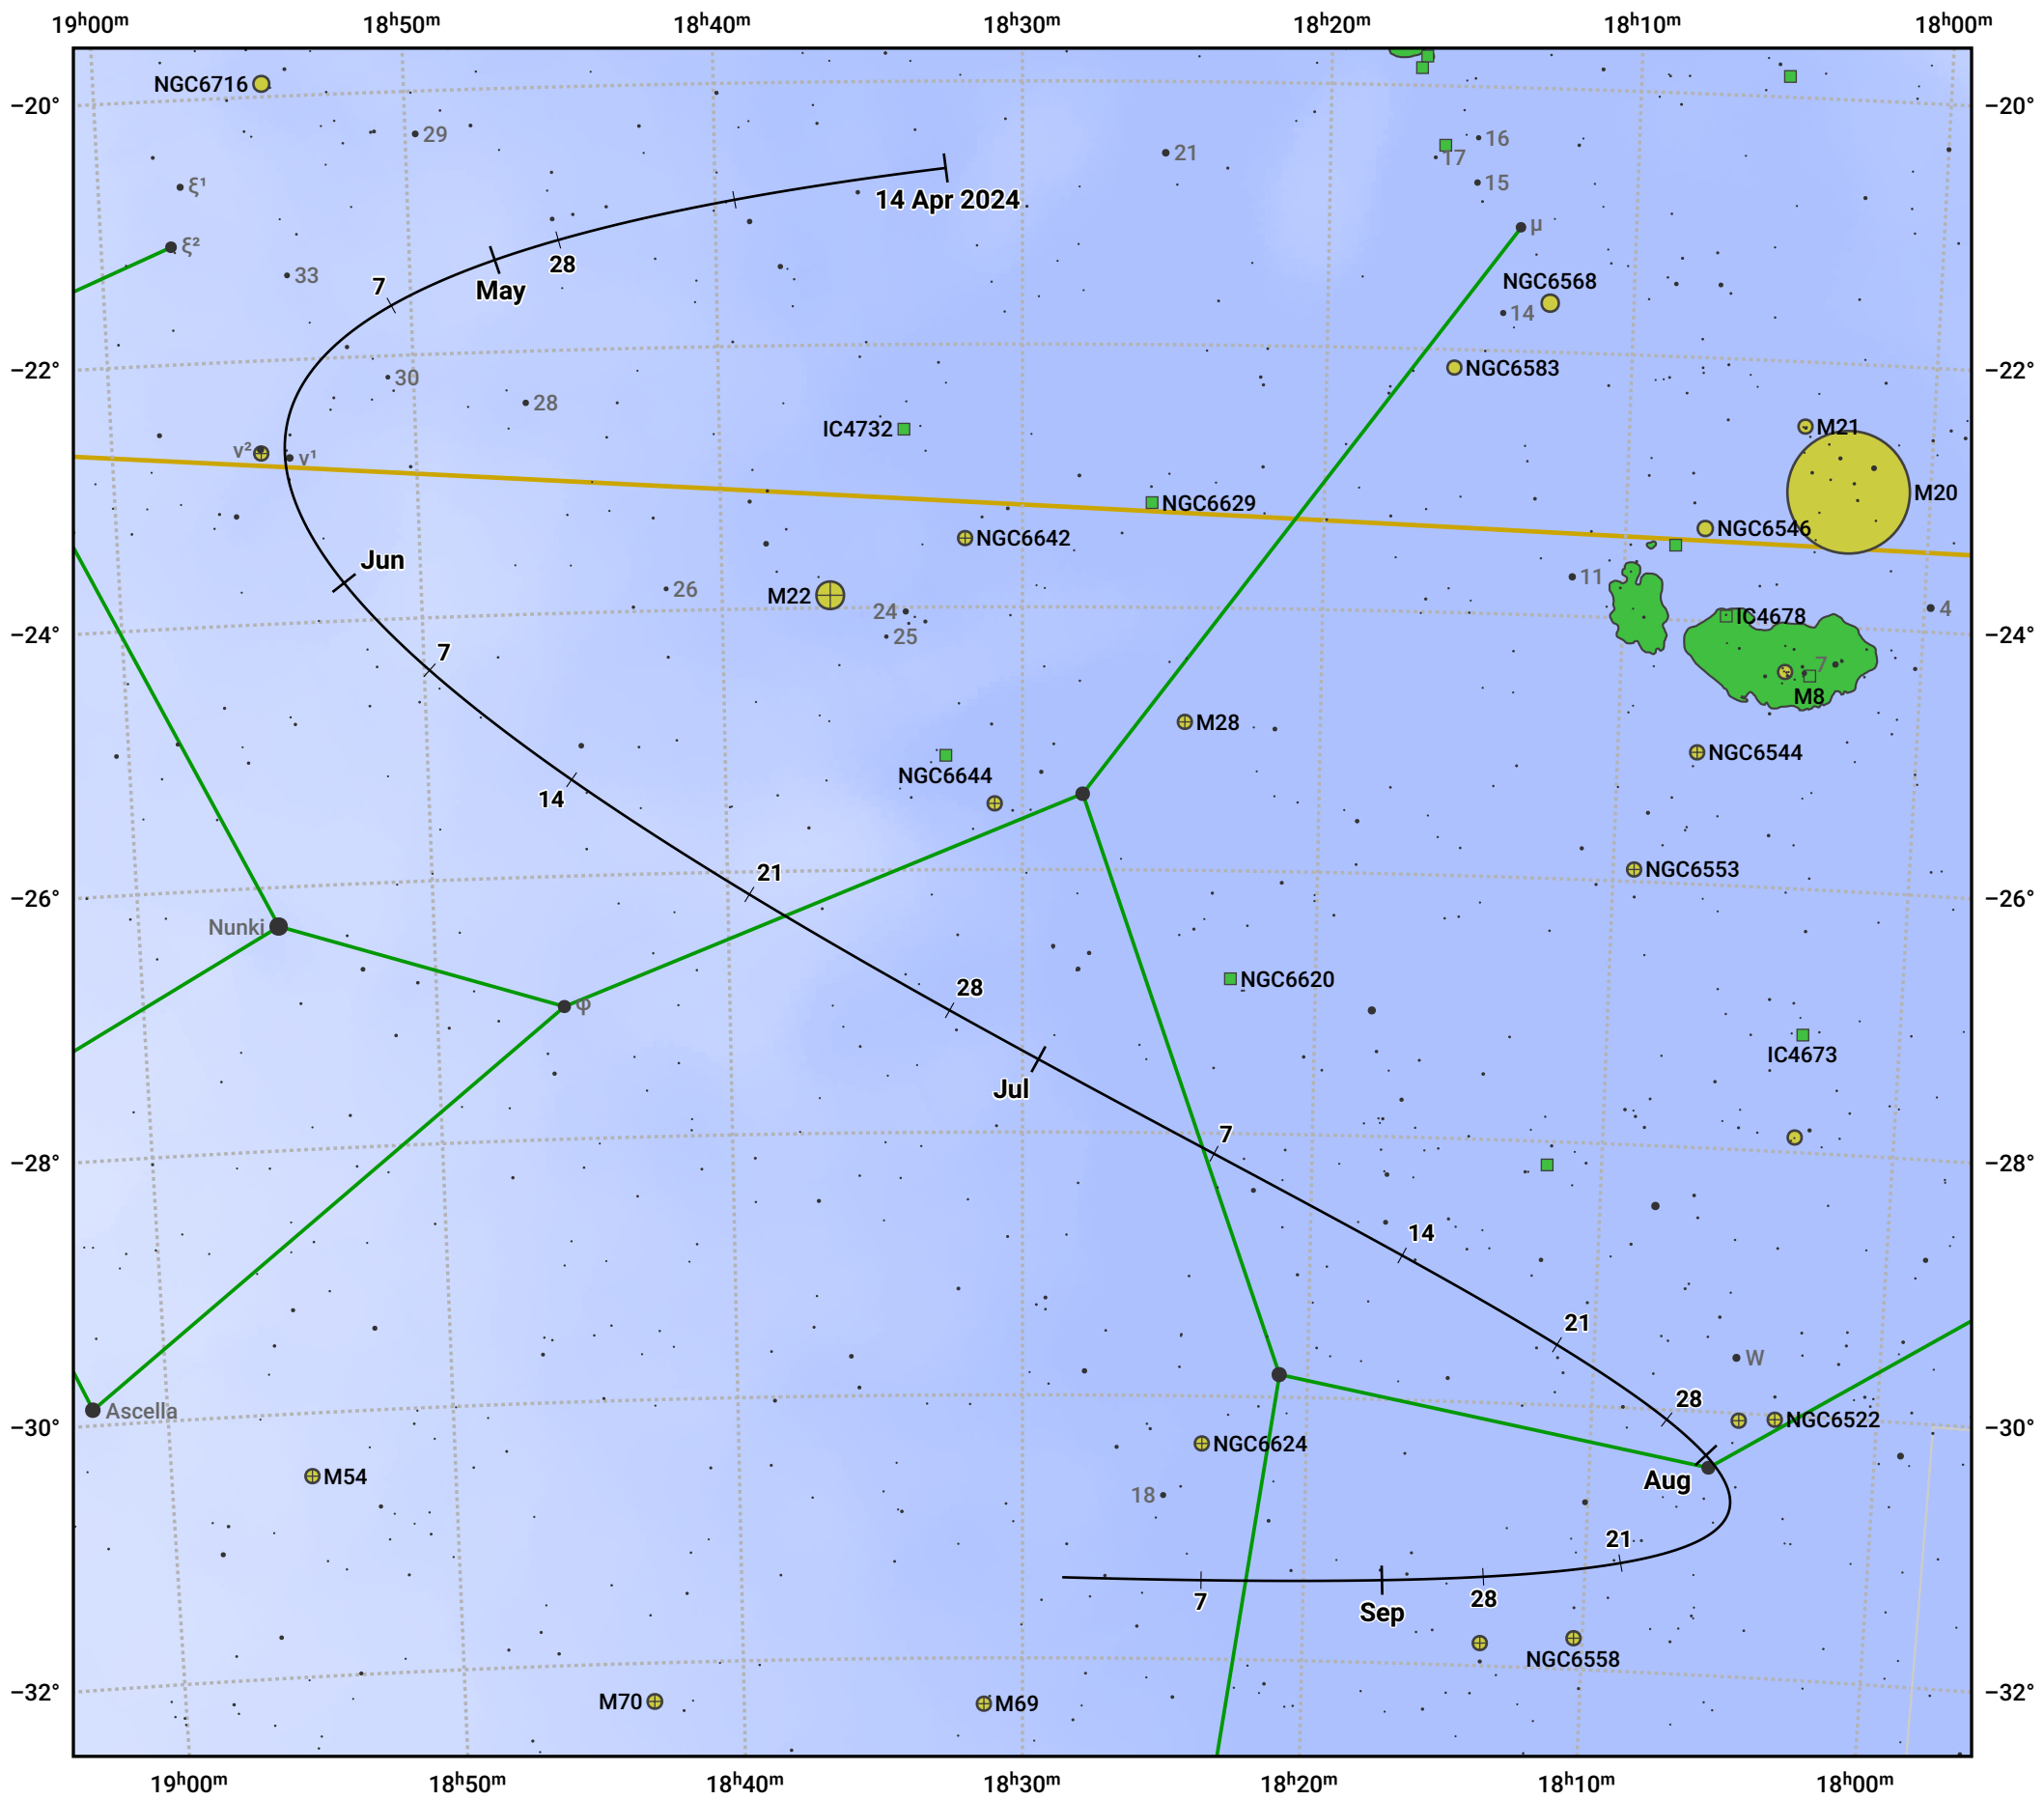 19h00m 18h50m 18h40m 18h30m 18h20m 18h10m 18h00m
NGC6716
−20° −20°
29
21
16
17
ξ¹
15
14 Apr 2024
μ
ξ²
28
33
NGC6568
7
May
14
−22° NGC6583 −22°
30
28
IC4732
M21
ν²
ν¹
M20
NGC6629
NGC6546
NGC6642
Jun
11
26
M22
24
IC4678
4
−24° −24°
25
7
7
M8
M28
NGC6544
NGC6644
14
21
NGC6553
−26° −26°
Nunki
NGC6620
28
φ
IC4673
Jul
7
−28° −28°
14
21
W
28
Ascella
NGC6522
−30° −30°
NGC6624
M54
Aug
18
21
7
28
Sep
NGC6558
−32° −32°
M70
M69
19h00m 18h50m 18h40m 18h30m 18h20m 18h10m 18h00m